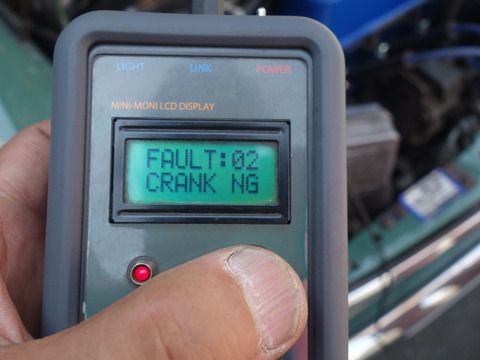 LIGHT LINK POWER
MINI-MONI LCD DISPLAY
FAULT:02
CRANK NG